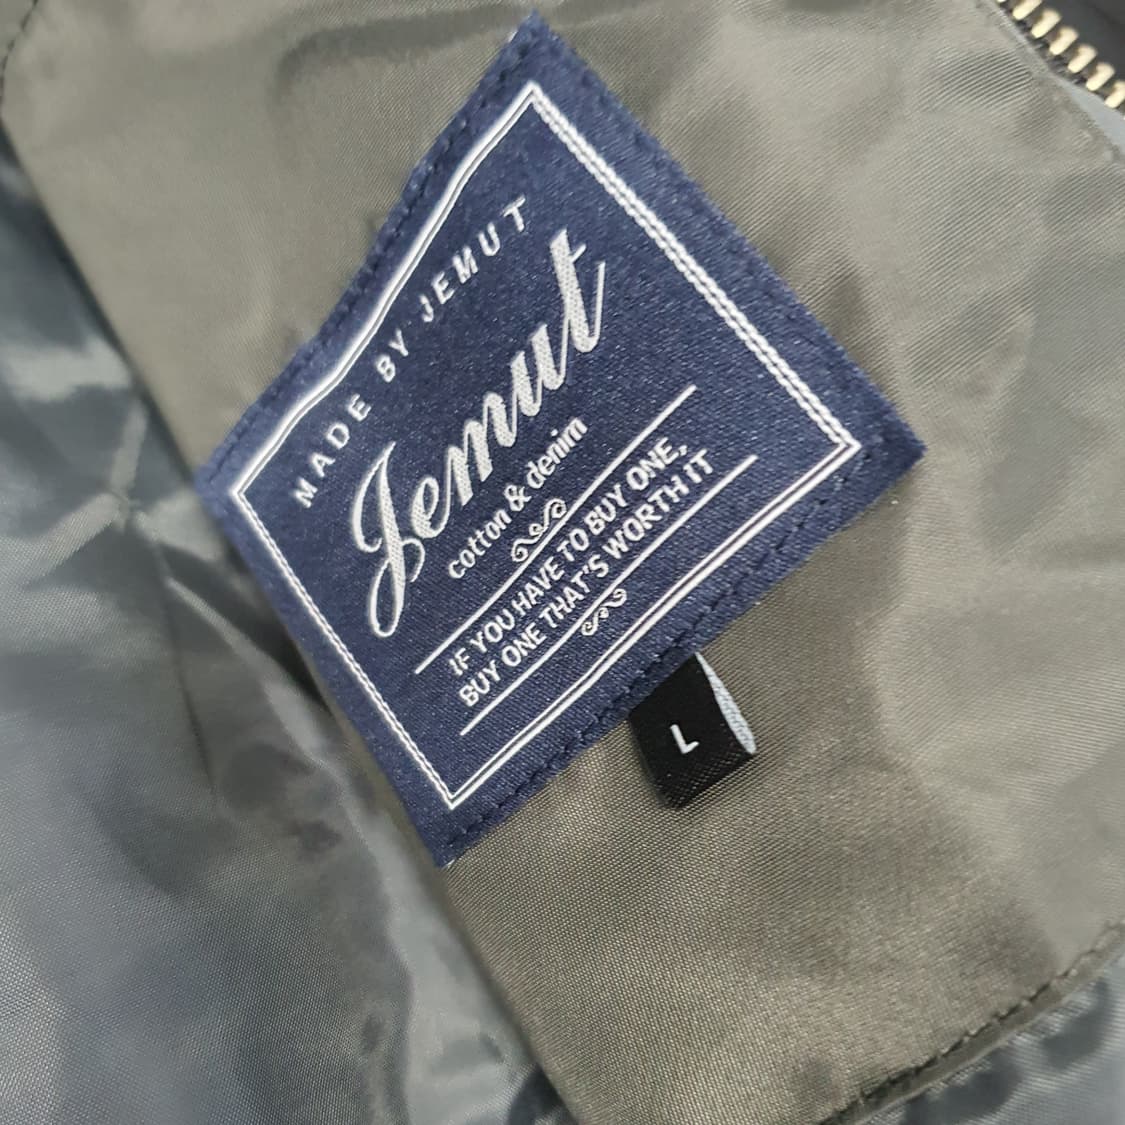 MADE BY JEMUT
Jemut
cotton & denim
IF YOU HAVE TO BUY ONE,
BUY ONE THAT'S WORTH IT
L